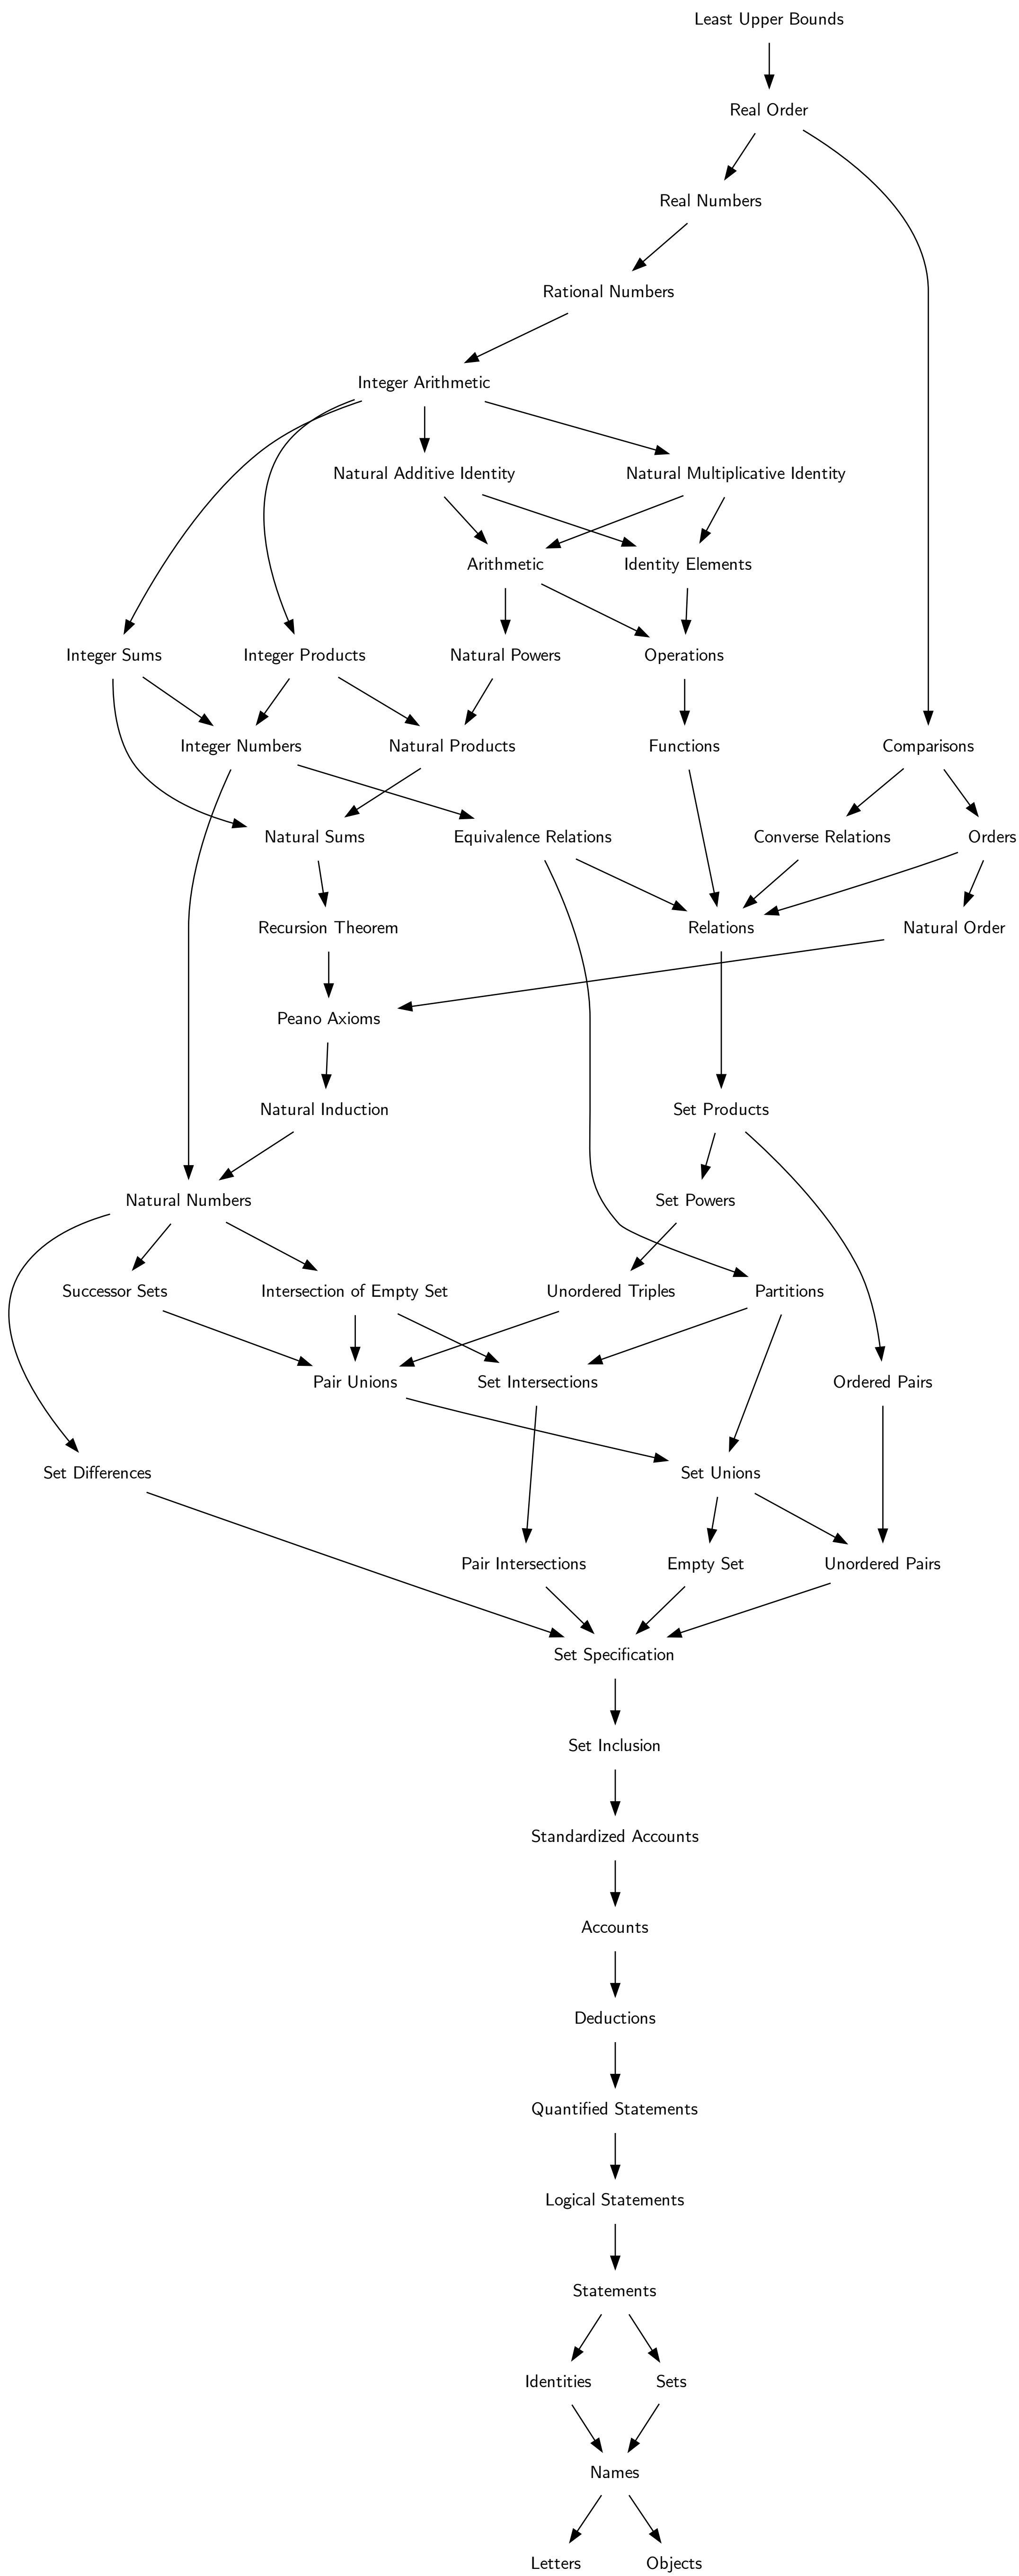 Least Upper Bounds
Real Order
Real Numbers
Rational Numbers
Integer Arithmetic
Natural Additive Identity
Natural Multiplicative Identity
Arithmetic
Identity Elements
Integer Sums
Integer Products
Natural Powers
Operations
Integer Numbers
Natural Products
Functions
Comparisons
Natural Sums
Equivalence Relations
Converse Relations
Orders
Recursion Theorem
Relations
Natural Order
Peano Axioms
Natural Induction
Set Products
Natural Numbers
Set Powers
Successor Sets
Intersection of Empty Set
Unordered Triples
Partitions
Pair Unions
Set Intersections
Ordered Pairs
Set Differences
Set Unions
Pair Intersections
Empty Set
Unordered Pairs
Set Specification
Set Inclusion
Standardized Accounts
Accounts
Deductions
Quantified Statements
Logical Statements
Statements
Identities
Sets
Names
Letters
Objects